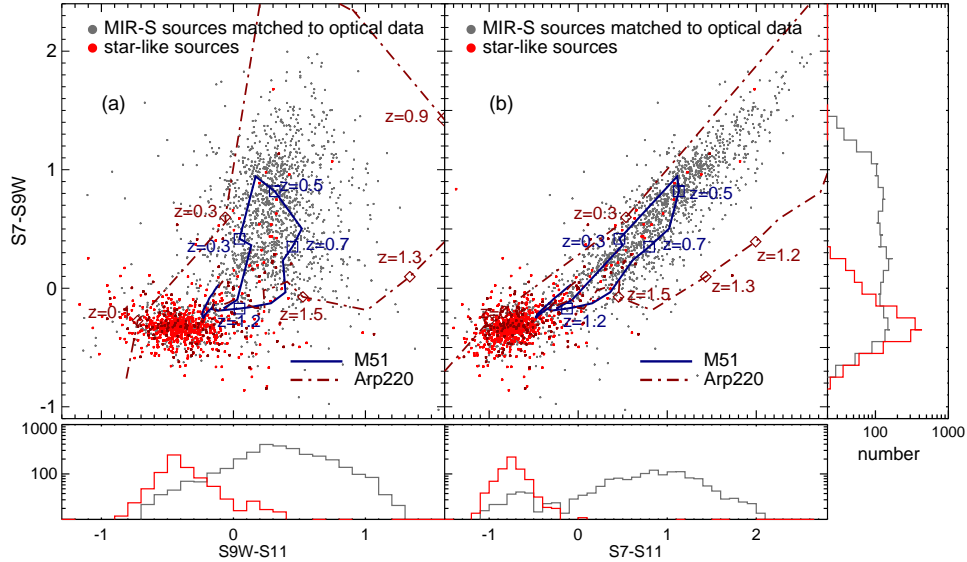 MIR-S sources matched to optical data
star-like sources
(a)
z=0.9
z=0.5
z=0.3
z=0.3
z=0.7
z=1.3
z=0.1
z=1.2
z=1.5
M51
Arp220
S7-S9W
2
1
0
-1
MIR-S sources matched to optical data
star-like sources
(b)
z=0.3
z=0.5
z=0.3
z=0.7
z=1.2
z=1.3
z=1.5
z=1.2
M51
Arp220
100
1000
number
1000
100
-1
0
1
S9W-S11
-1
0
1
2
S7-S11